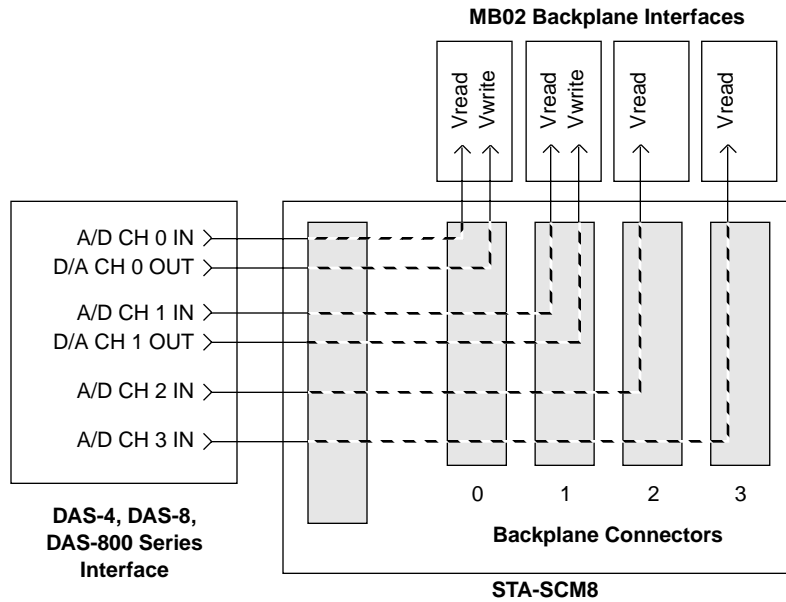 MB02 Backplane Interfaces
Vread
Vwrite
Vread
Vwrite
Vread
Vread
A/D CH 0 IN
D/A CH 0 OUT
A/D CH 1 IN
D/A CH 1 OUT
A/D CH 2 IN
A/D CH 3 IN
0 1 2 3
DAS-4, DAS-8,
DAS-800 Series
Interface
Backplane Connectors
STA-SCM8